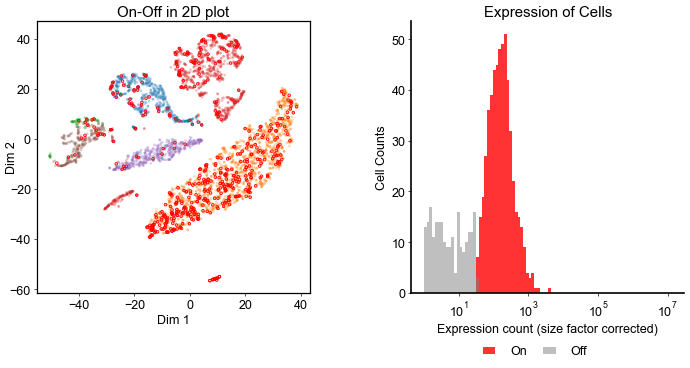 On-Off in 2D plot
Dim 2
40
20
0
−20
−40
−60
−40
−20
0
20
40
Dim 1
Expression of Cells
Cell Counts
50
40
30
20
10
0
10^1
10^3
10^5
10^7
Expression count (size factor corrected)
On
Off